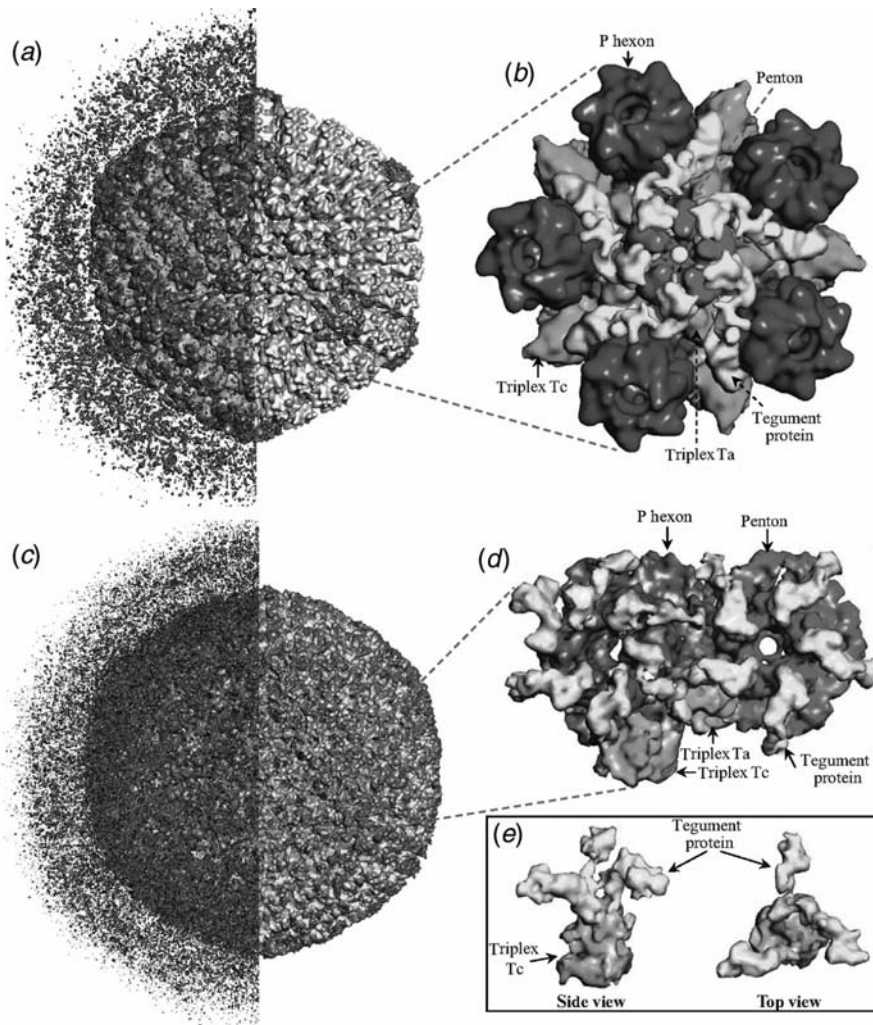 (a)
(b)
P hexon
Penton
Triplex Tc
Tegument
protein
Triplex Ta
(c)
(d)
P hexon
Penton
Triplex Ta
Triplex Tc
Tegument
protein
(e)
Tegument
protein
Triplex
Tc
Side view
Top view